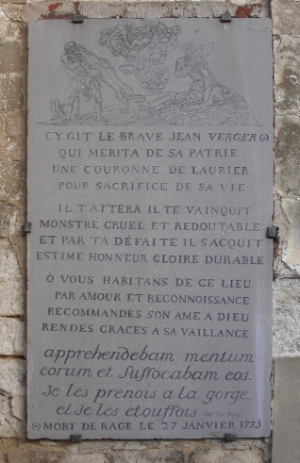 CY GIT LE BRAVE JEAN VERGER (•)
QUI MERITA DE SA PATRIE
UNE COURONNE DE LAURIER
POUR SACRIFICE DE SA VIE
IL T'ATTERA IL TE VAINQUIT
MONSTRE CRUEL ET REDOUTABLE
ET PAR TA DÉFAITE IL S'ACQUIT
ESTIME HONNEUR GLOIRE DURABLE
Ô VOUS HABITANS DE CE LIEU
PAR AMOUR ET RECONNOISSANCE
RECOMMANDÉS SON AME A DIEU
RENDES GRACES À SA VAILLANCE
apprehendebam mentum
eorum et Suffocabam eos.
Je les prenois a la gorge
et Je les etouffois
(•) MORT DE RAGE LE 27 JANVIER 1775